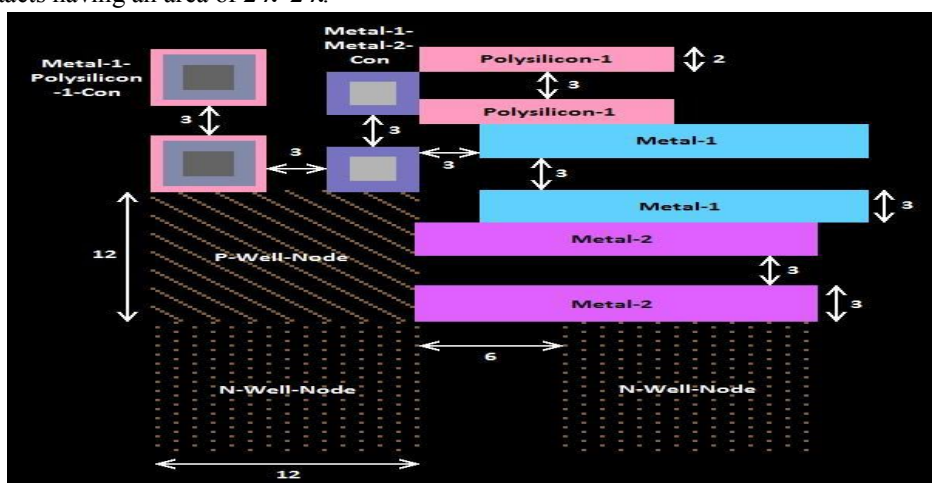 Metal-1-
Polysilicon
-1-Con
Metal-1-
Metal-2-
Con
Polysilicon-1
2
3
Polysilicon-1
3
3
Metal-1
3
3
3
Metal-1
3
12
P-Well-Node
Metal-2
3
Metal-2
3
6
N-Well-Node
N-Well-Node
12